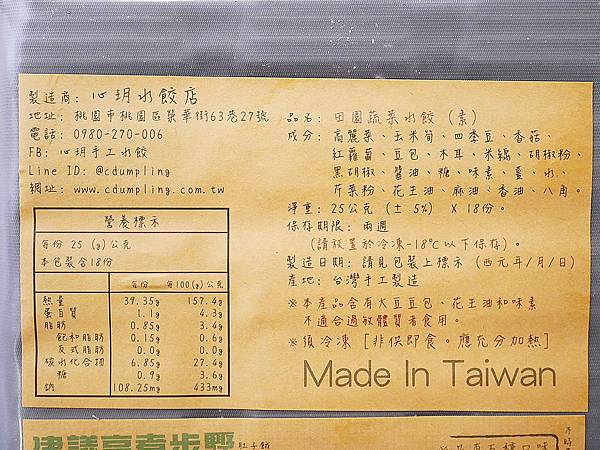 製造商: 心玥水餃店
地址: 桃園市桃園區榮華街63巷27號
電話: 0980-270-006
FB: 心玥手工水餃
Line ID: @cdumpling
網址: www.cdumpling.com.tw
營養標示
每份 25 (g)公克
本包裝含18份
每份 每100(g)公克
熱量 39.35g 157.4g
蛋白質 1.1g 4.3g
脂肪 0.85g 3.4g
飽和脂肪 0.15g 0.6g
反式脂肪 0.0g 0.0g
碳水化合物 6.85g 27.4g
糖 0.9g 3.6g
鈉 108.25mg 433mg
品名: 田園蔬菜水餃 (素)
成分: 高麗菜、玉米筍、四季豆、香菇、
紅蘿蔔、豆包、木耳、米線、胡椒粉、
黑胡椒、醬油、糖、味素、薑、水、
芥菜粉、花王油、麻油、香油、八角。
淨重: 25公克 (± 5%) X 18份。
保存期限: 兩週
(請放置於冷凍-18℃以下保存)。
製造日期: 請見包裝上標示 (西元年/月/日)
產地: 台灣手工製造
※本產品含有大豆豆包、花王油和味素
不適合過敏體質者食用。
※須冷凍 [非供即食。應充分加熱]
Made In Taiwan
建議烹煮步驟